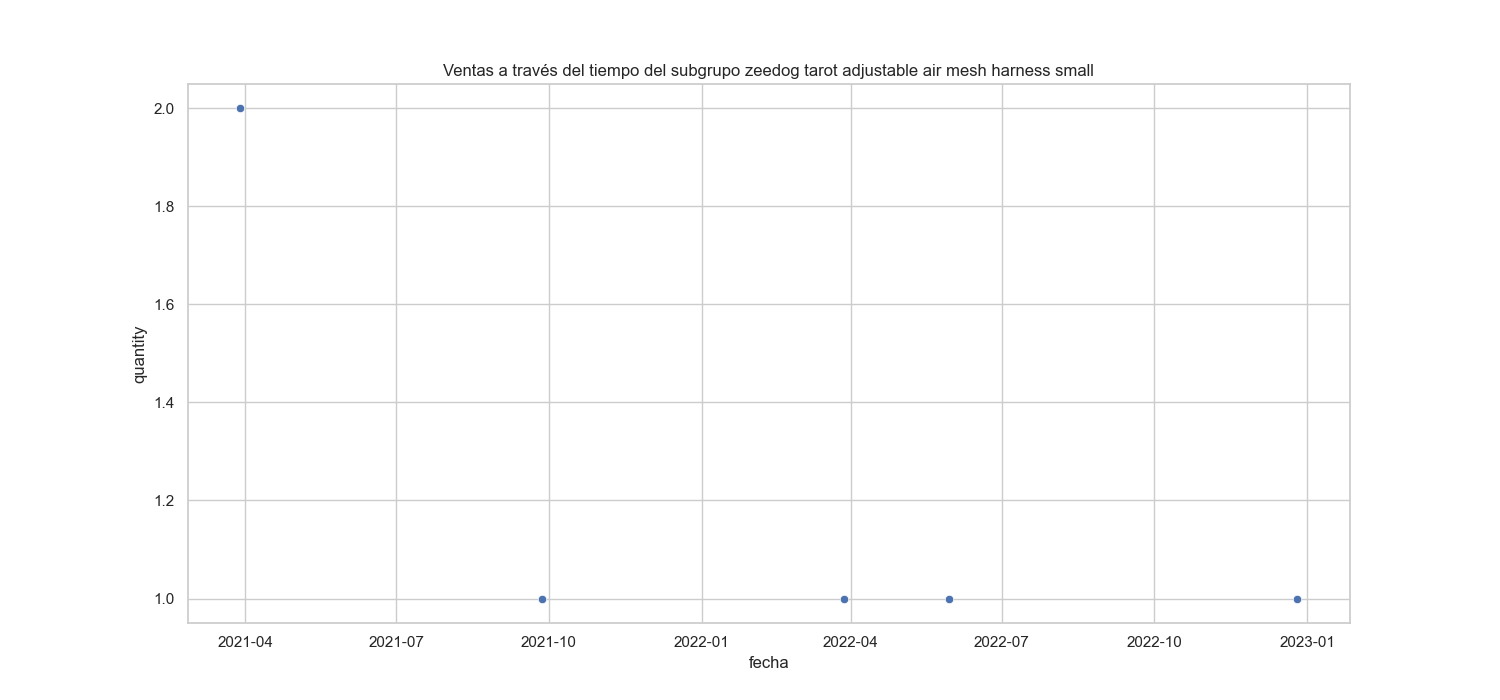 Ventas a través del tiempo del subgrupo zeedog tarot adjustable air mesh harness small
2.0
1.8
1.6
1.4
1.2
1.0
quantity
2021-04 2021-07 2021-10 2022-01 2022-04 2022-07 2022-10 2023-01
fecha